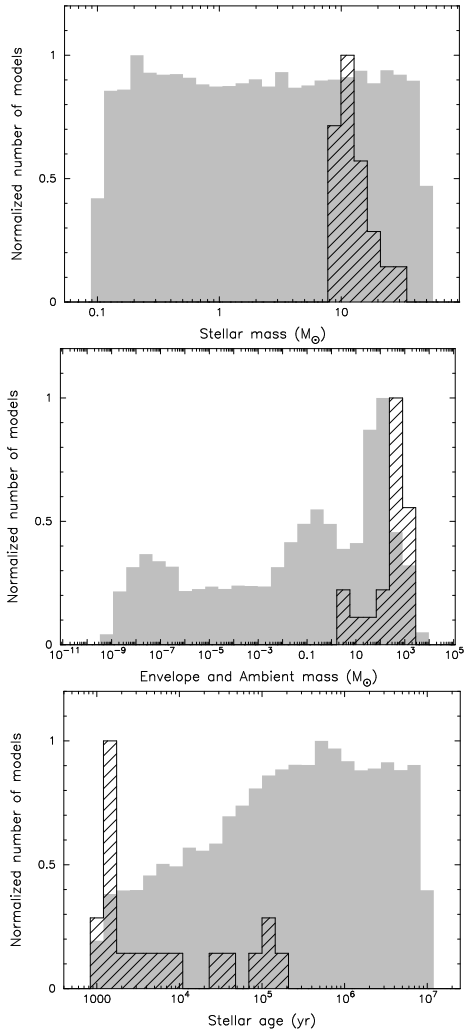 Normalized number of models
1
0.5
0
0.1 1 10
Stellar mass (M⊙)
Normalized number of models
1
0.5
0
10⁻¹¹ 10⁻⁹ 10⁻⁷ 10⁻⁵ 10⁻³ 0.1 10 10³ 10⁵
Envelope and Ambient mass (M⊙)
Normalized number of models
1
0.5
0
1000 10⁴ 10⁵ 10⁶ 10⁷
Stellar age (yr)